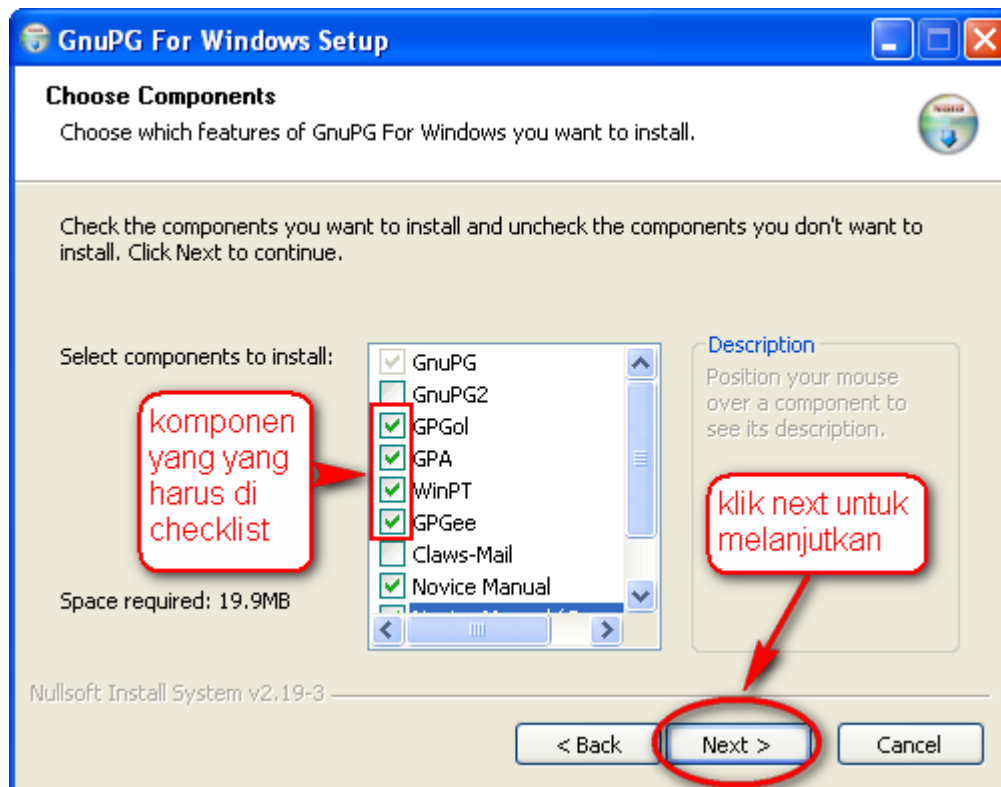 GnuPG For Windows Setup
Choose Components
Choose which features of GnuPG For Windows you want to install.
Check the components you want to install and uncheck the components you don't want to
install. Click Next to continue.
Select components to install:
GnuPG
GnuPG2
GPGol
GPA
WinPT
GPGee
Claws-Mail
Novice Manual
Description
Position your mouse
over a component to
see its description.
komponen
yang yang
harus di
checklist
klik next untuk
melanjutkan
Space required: 19.9MB
Nullsoft Install System v2.19-3
< Back
Next >
Cancel